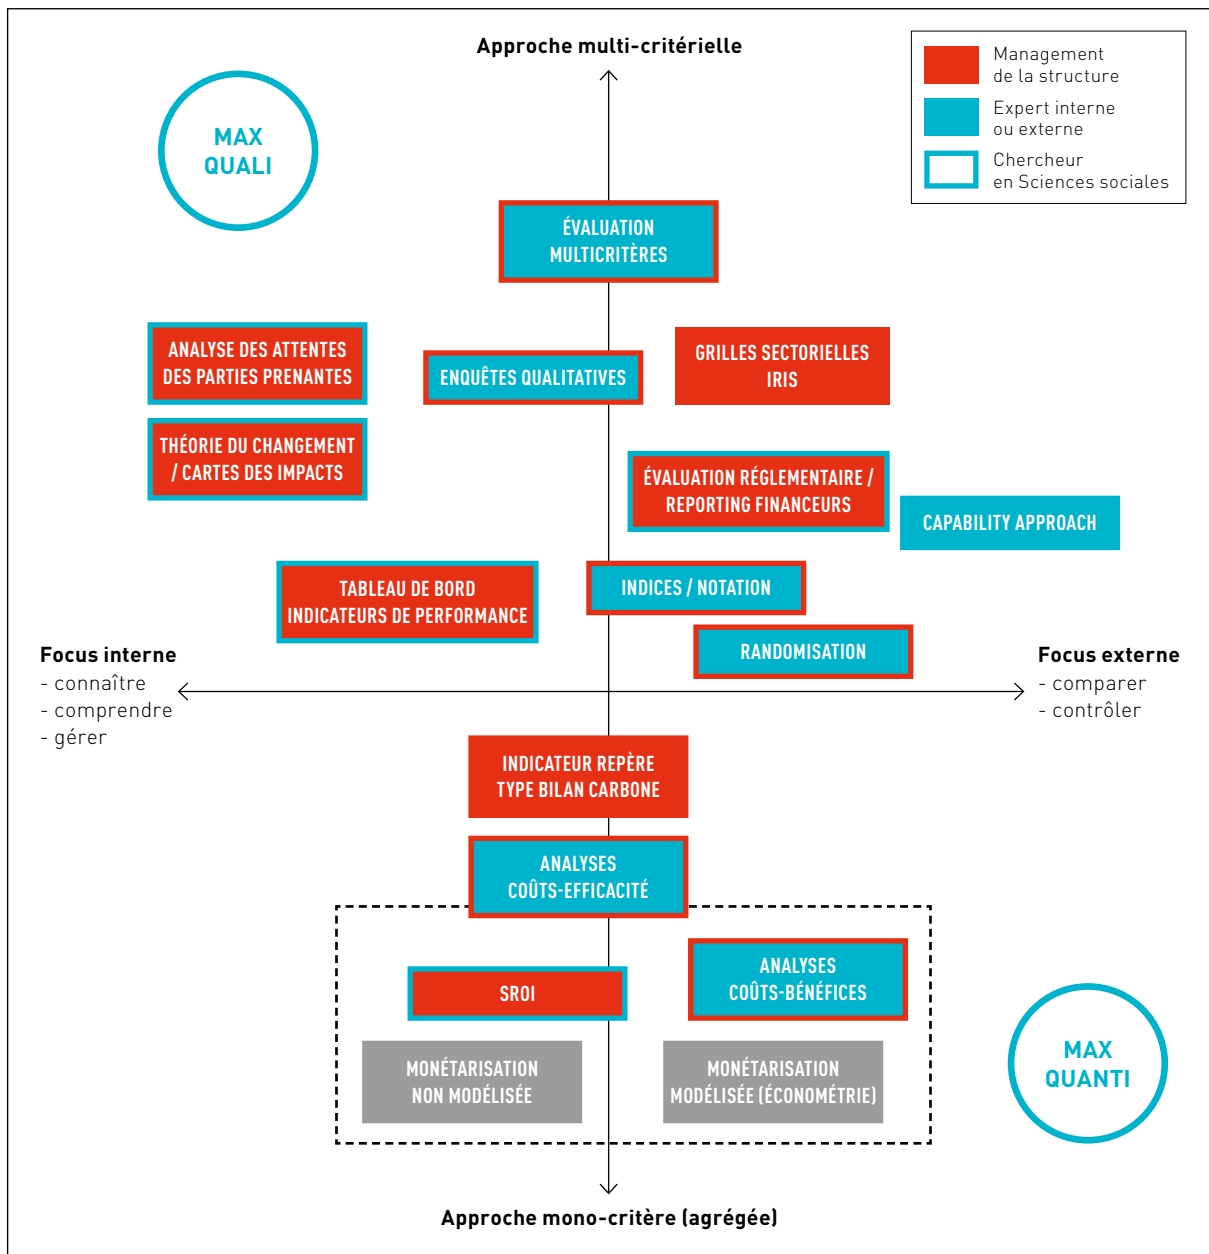 Approche multi-critérielle
Management
de la structure
Expert interne
ou externe
Chercheur
en Sciences sociales
MAX
QUALI
ÉVALUATION
MULTICRITÈRES
ANALYSE DES ATTENTES
DES PARTIES PRENANTES
ENQUÊTES QUALITATIVES
GRILLES SECTORIELLES
IRIS
THÉORIE DU CHANGEMENT
/ CARTES DES IMPACTS
ÉVALUATION RÉGLEMENTAIRE /
REPORTING FINANCEURS
CAPABILITY APPROACH
TABLEAU DE BORD
INDICATEURS DE PERFORMANCE
INDICES / NOTATION
RANDOMISATION
Focus interne
- connaître
- comprendre
- gérer
Focus externe
- comparer
- contrôler
INDICATEUR REPÈRE
TYPE BILAN CARBONE
ANALYSES
COÛTS-EFFICACITÉ
SROI
ANALYSES
COÛTS-BÉNÉFICES
MONÉTARISATION
NON MODÉLISÉE
MONÉTARISATION
MODÉLISÉE (ÉCONOMÉTRIE)
MAX
QUANTI
Approche mono-critère (agrégée)